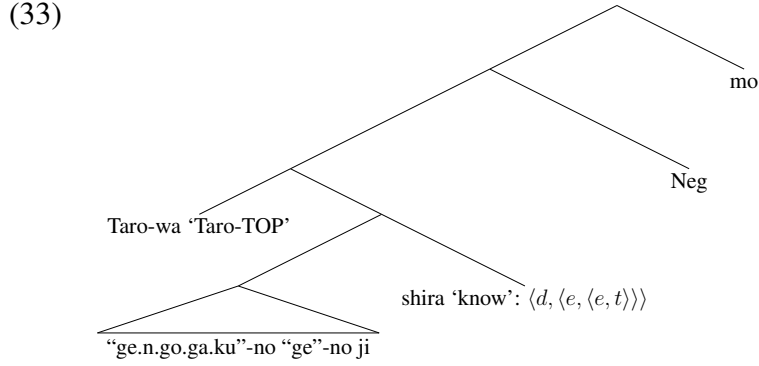 (33)
mo
Neg
Taro-wa ‘Taro-TOP’
shira ‘know’: ⟨d, ⟨e, ⟨e, t⟩⟩⟩
“ge.n.go.ga.ku”-no “ge”-no ji